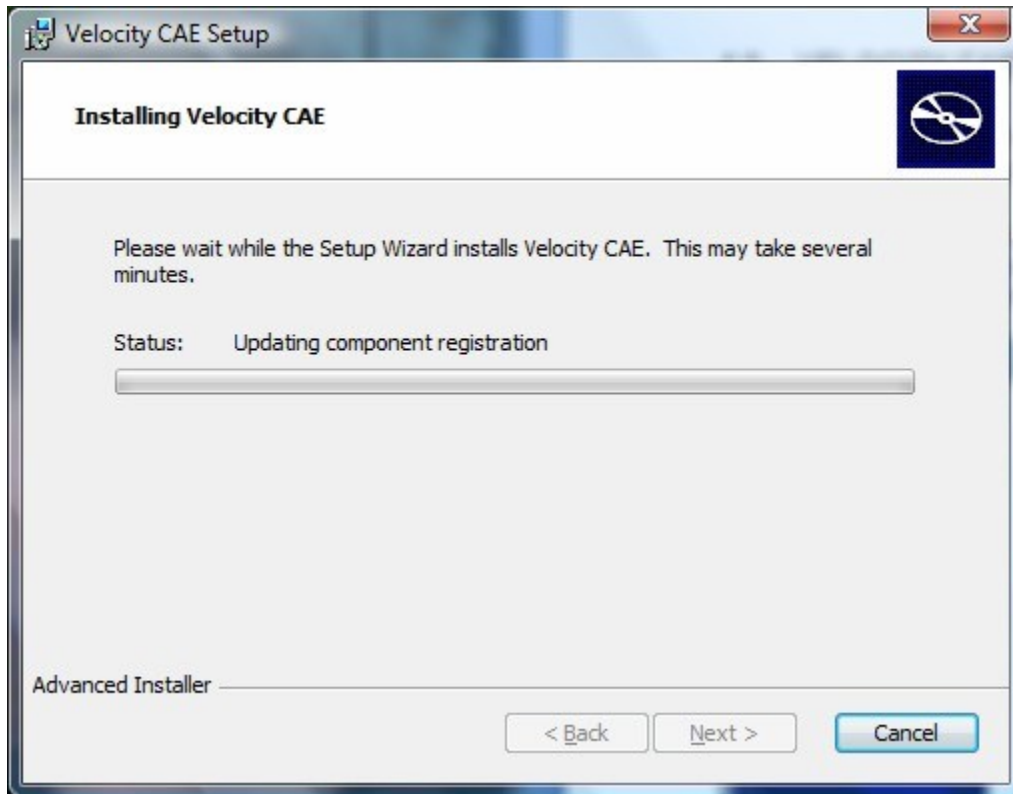 Velocity CAE Setup
Installing Velocity CAE
Please wait while the Setup Wizard installs Velocity CAE. This may take several
minutes.
Status: Updating component registration
Advanced Installer
< Back Next > Cancel